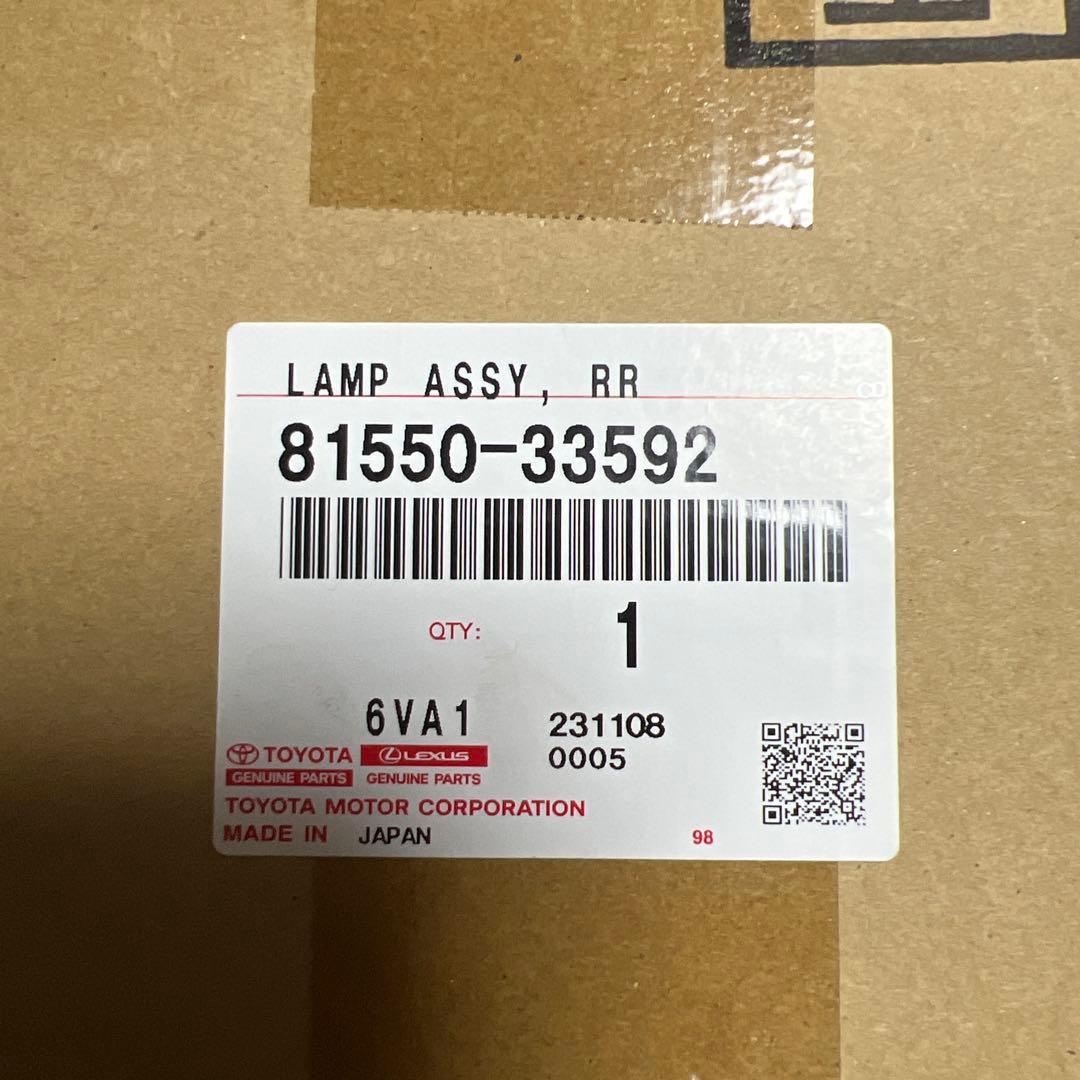 LAMP ASSY, RR
81550-33592
QTY: 1
6VA1 231108
0005
TOYOTA LEXUS
GENUINE PARTS GENUINE PARTS
TOYOTA MOTOR CORPORATION
MADE IN JAPAN 98